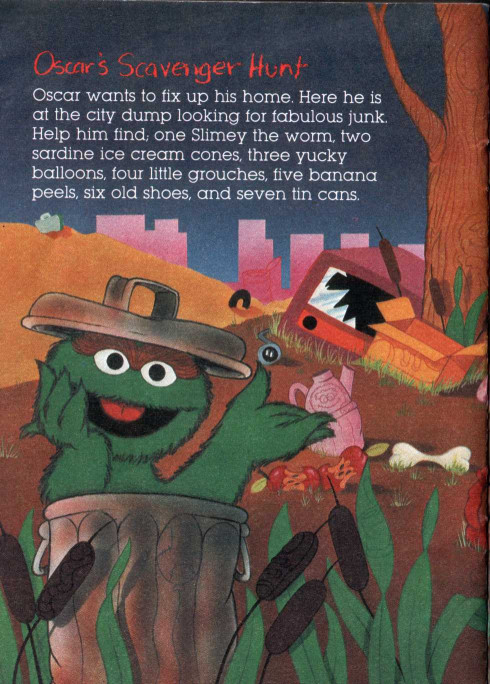 Oscar's Scavenger Hunt
Oscar wants to fix up his home. Here he is
at the city dump looking for fabulous junk.
Help him find; one Slimey the worm, two
sardine ice cream cones, three yucky
balloons, four little grouches, five banana
peels, six old shoes, and seven tin cans.